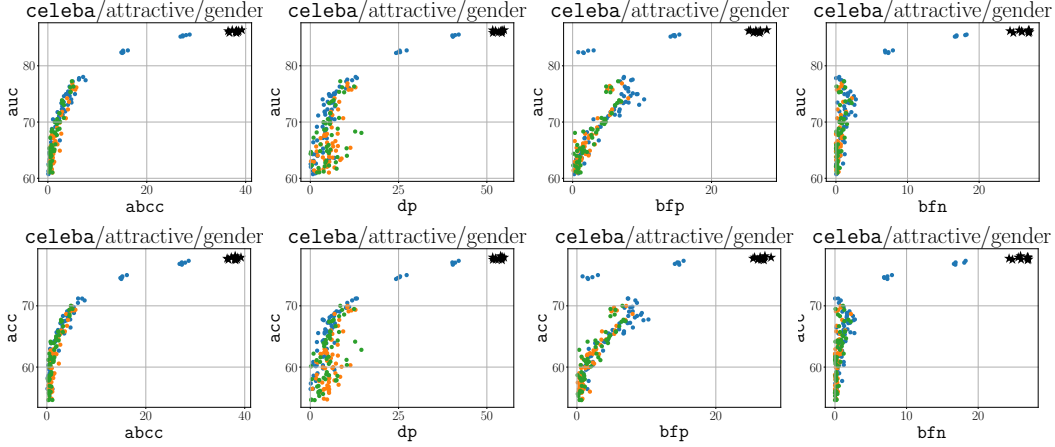 celeba/attractive/gender celeba/attractive/gender celeba/attractive/gender celeba/attractive/gender
80 80 80 80
auc auc auc auc
70 70 70 70
60 60 60 60
0 20 40 0 25 50 0 20 0 10 20
abcc dp bfp bfn
celeba/attractive/gender celeba/attractive/gender celeba/attractive/gender celeba/attractive/gender
70 70 70 70
acc acc acc acc
60 60 60 60
0 20 40 0 25 50 0 20 0 10 20
abcc dp bfp bfn